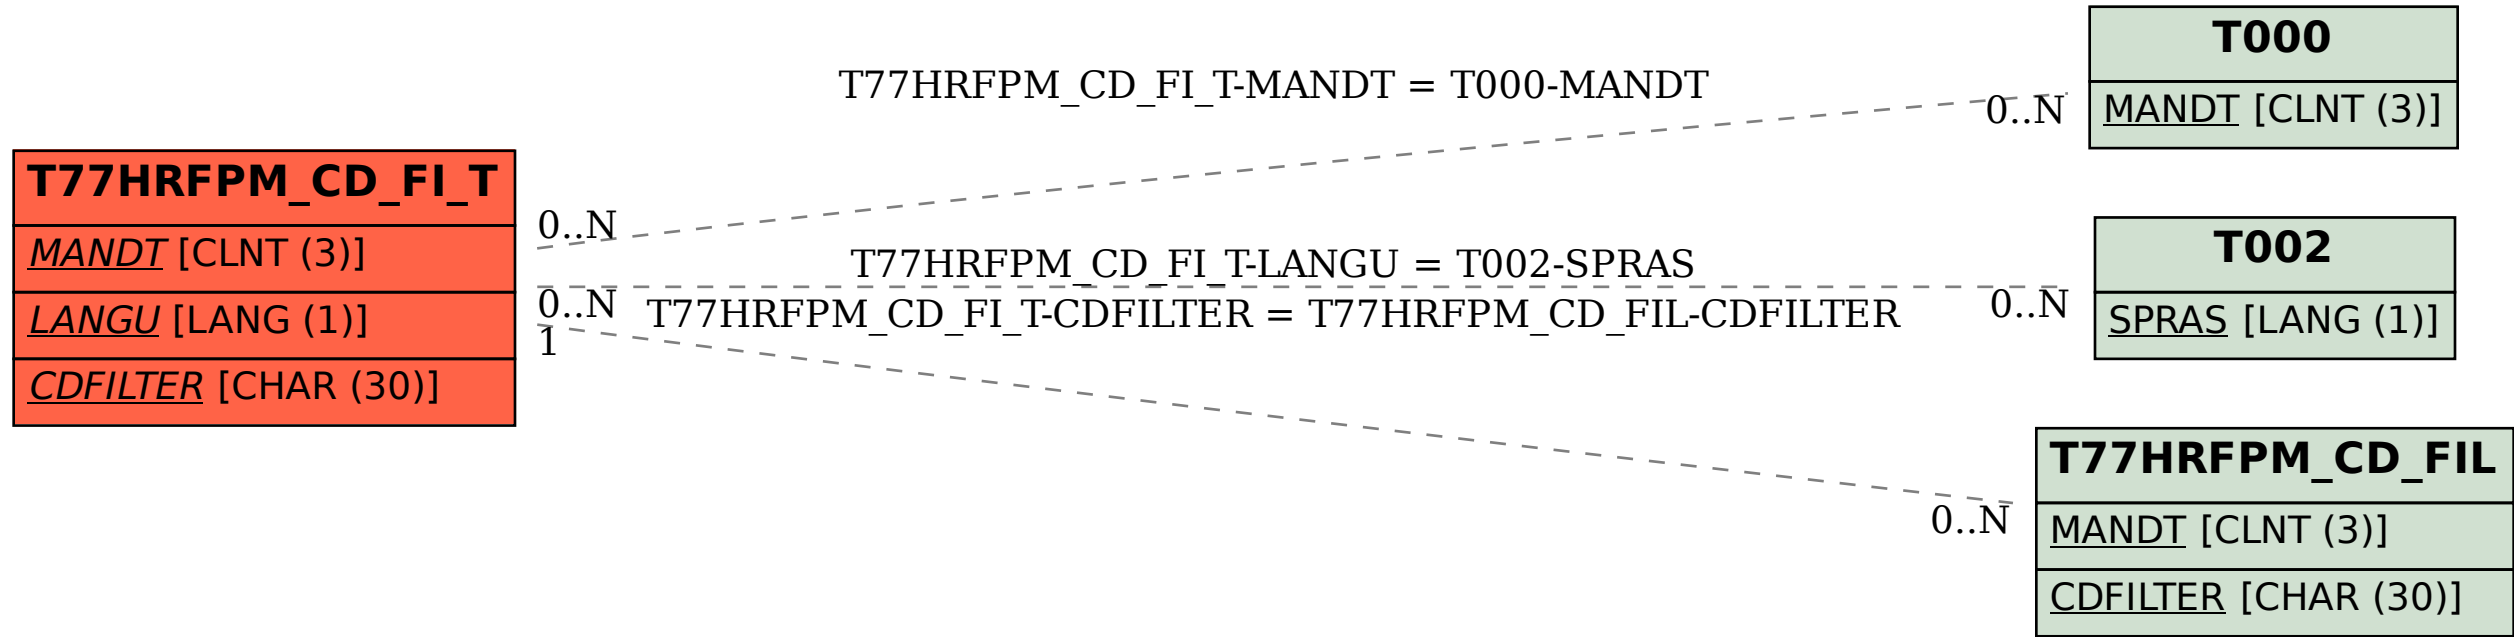 T77HRFPM_CD_FI_T
MANDT [CLNT (3)]
LANGU [LANG (1)]
CDFILTER [CHAR (30)]
T77HRFPM_CD_FI_T-MANDT = T000-MANDT
0..N
0..N
T77HRFPM_CD_FI_T-LANGU = T002-SPRAS
0..N
0..N
T77HRFPM_CD_FI_T-CDFILTER = T77HRFPM_CD_FIL-CDFILTER
1
0..N
T000
MANDT [CLNT (3)]
T002
SPRAS [LANG (1)]
T77HRFPM_CD_FIL
MANDT [CLNT (3)]
CDFILTER [CHAR (30)]